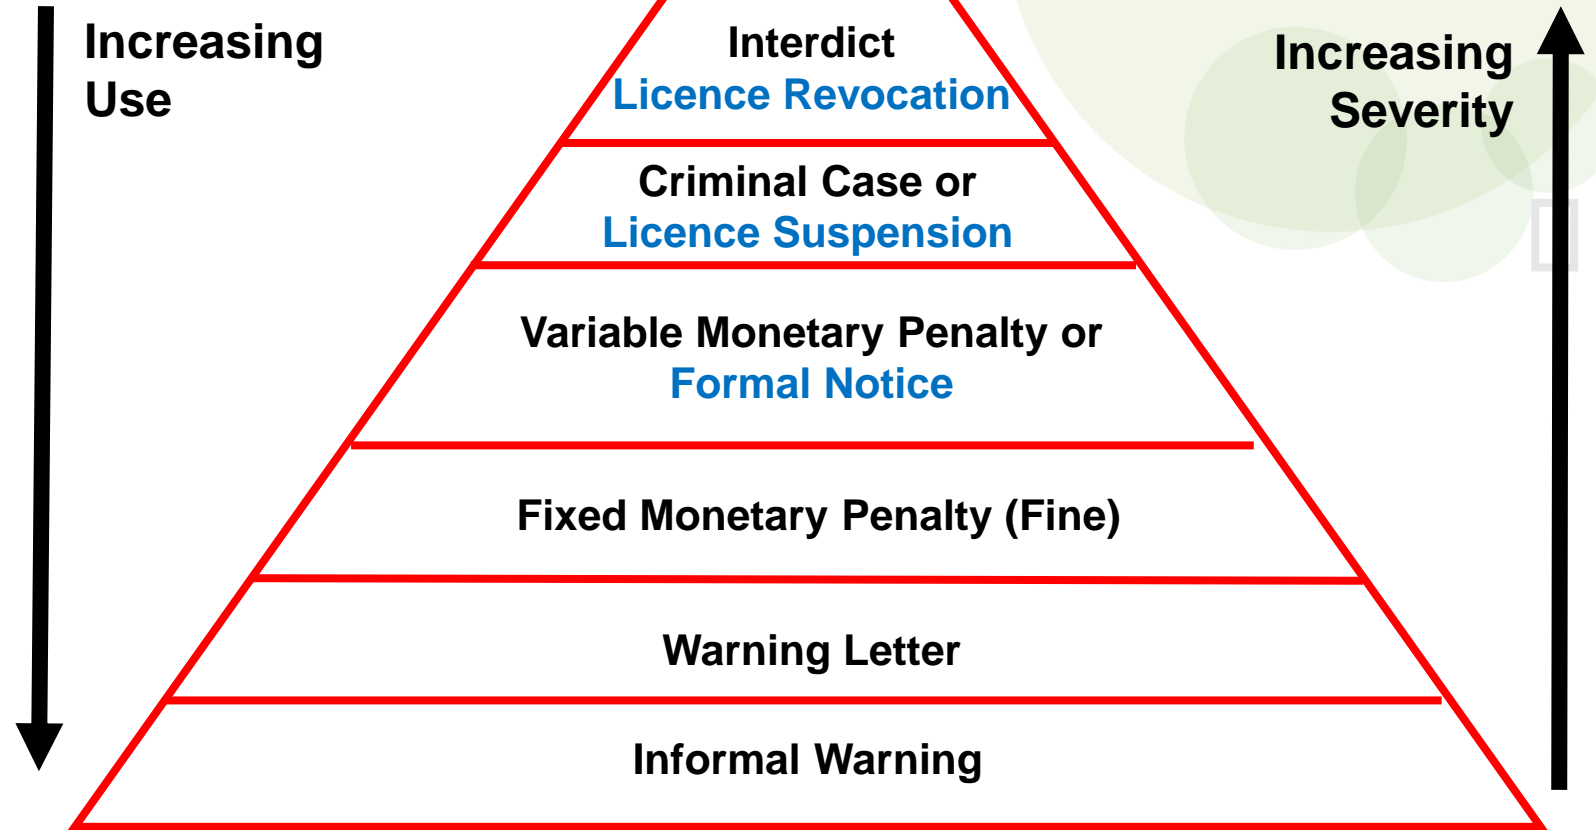 Increasing
Use
Increasing
Severity
Interdict
Licence Revocation
Criminal Case or
Licence Suspension
Variable Monetary Penalty or
Formal Notice
Fixed Monetary Penalty (Fine)
Warning Letter
Informal Warning